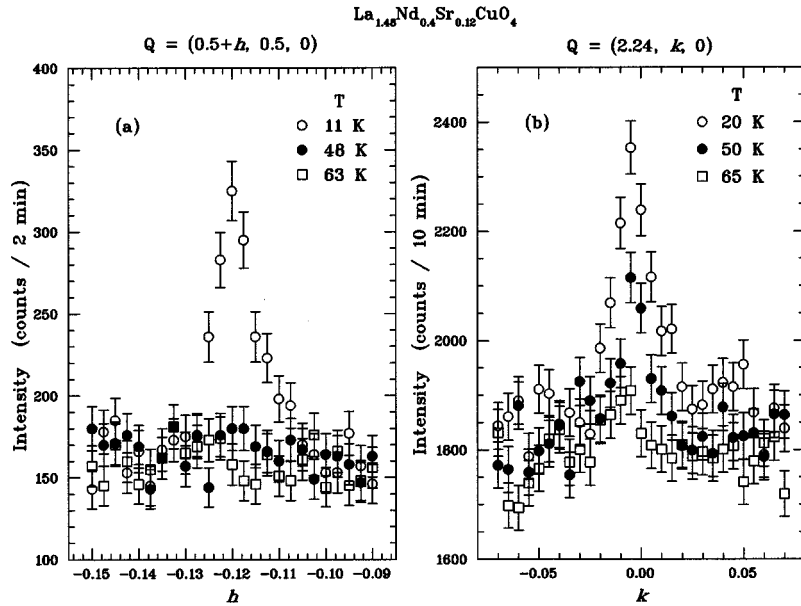 La1.48Nd0.4Sr0.12CuO4
Q = (0.5+h, 0.5, 0)
Q = (2.24, k, 0)
400
350
300
250
200
150
100
Intensity (counts / 2 min)
(a)
T
11 K
48 K
63 K
-0.15
-0.14
-0.13
-0.12
-0.11
-0.10
-0.09
h
2500
2400
2200
2000
1800
1600
Intensity (counts / 10 min)
(b)
T
20 K
50 K
65 K
-0.05
0.00
0.05
k